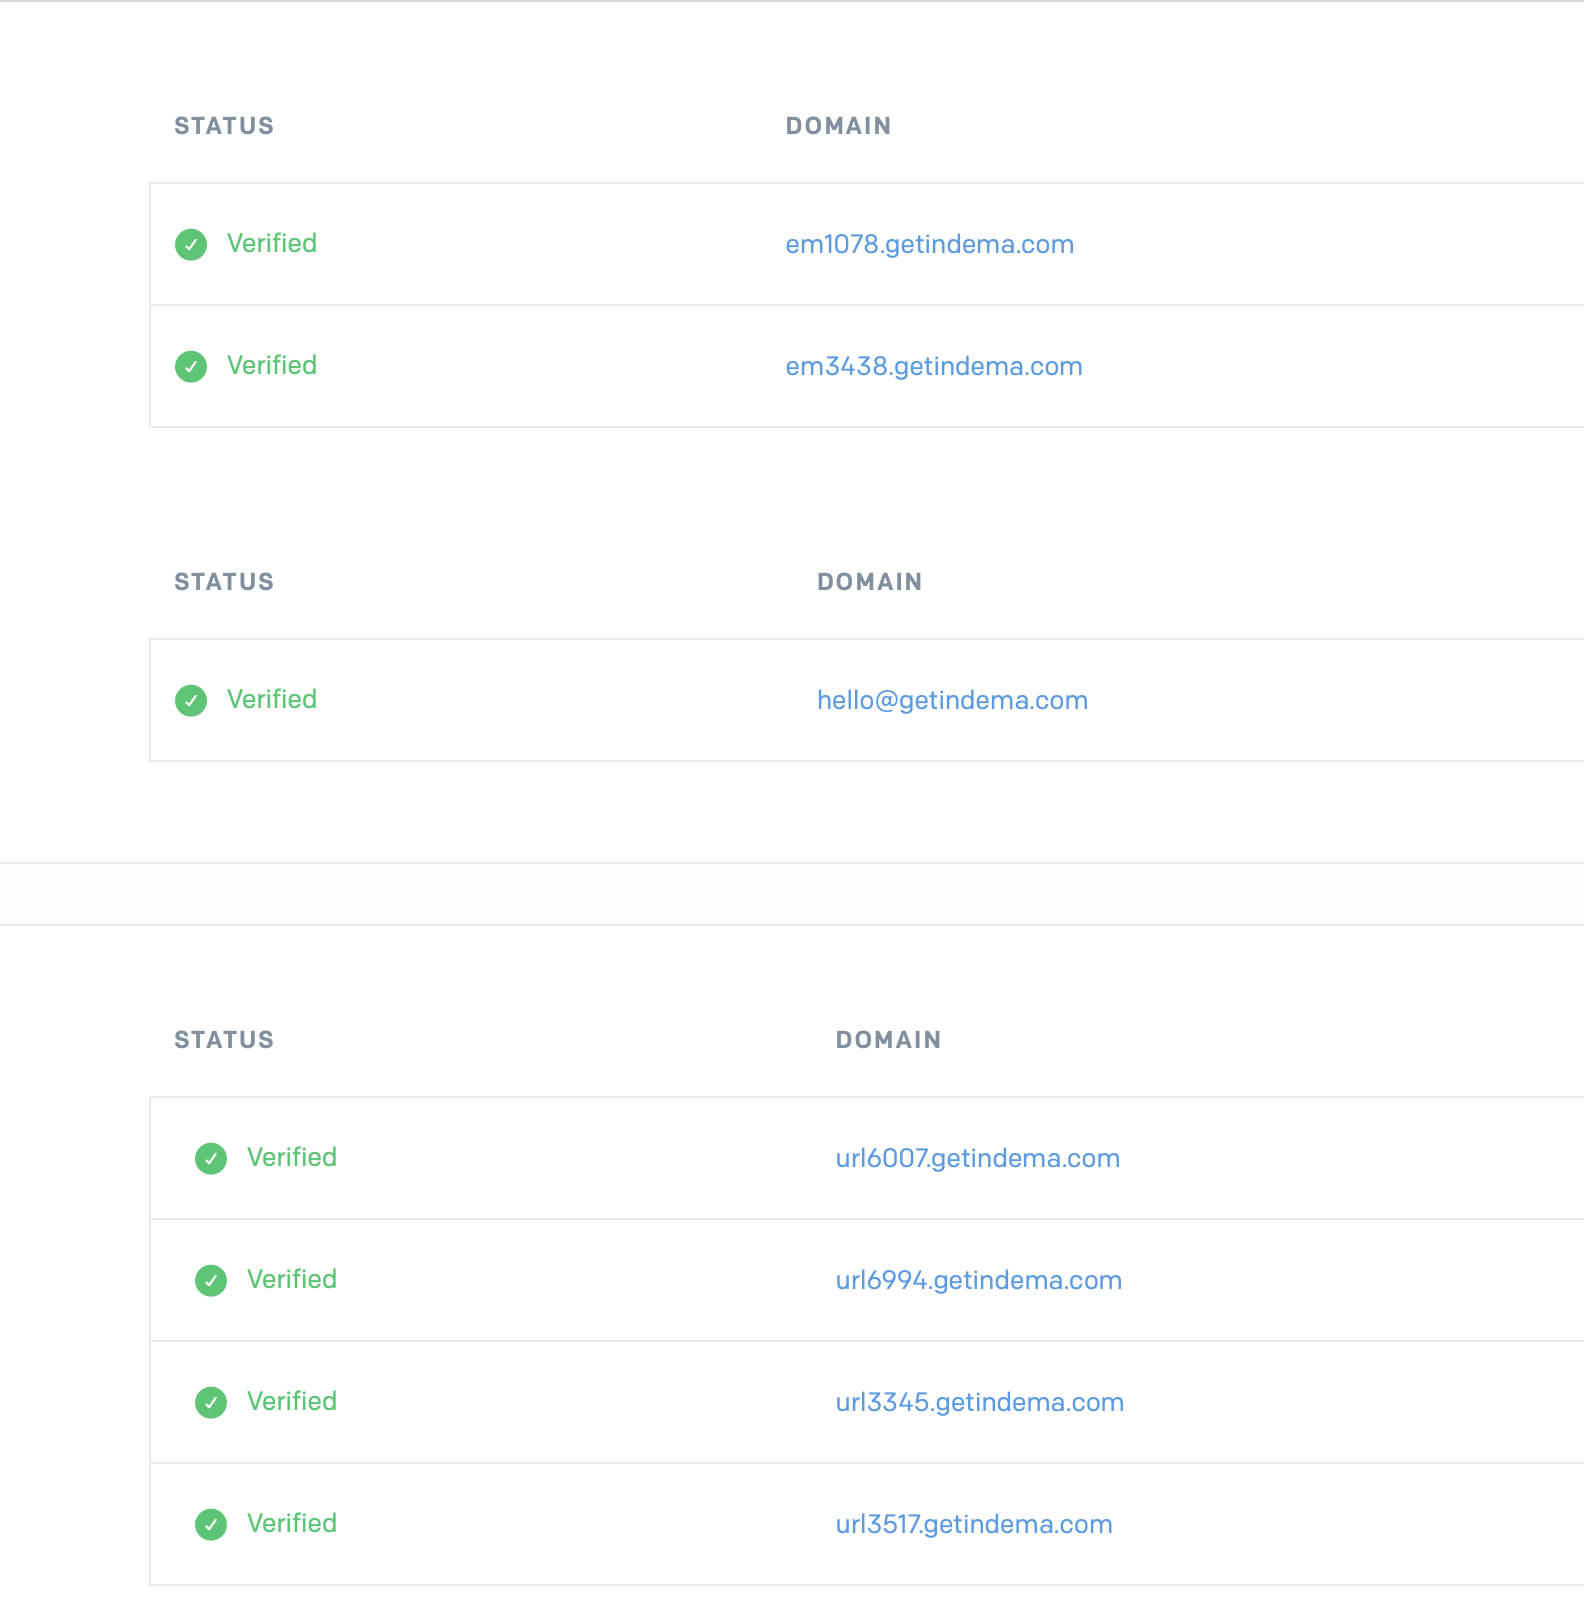 STATUS DOMAIN
Verified em1078.getindema.com
Verified em3438.getindema.com
STATUS DOMAIN
Verified hello@getindema.com
STATUS DOMAIN
Verified url6007.getindema.com
Verified url6994.getindema.com
Verified url3345.getindema.com
Verified url3517.getindema.com